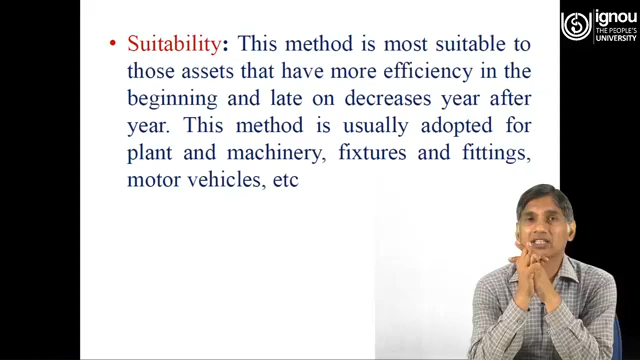 • Suitability: This method is most suitable to
those assets that have more efficiency in the
beginning and late on decreases year after
year. This method is usually adopted for
plant and machinery, fixtures and fittings,
motor vehicles, etc
ignou
THE PEOPLE'S
UNIVERSITY